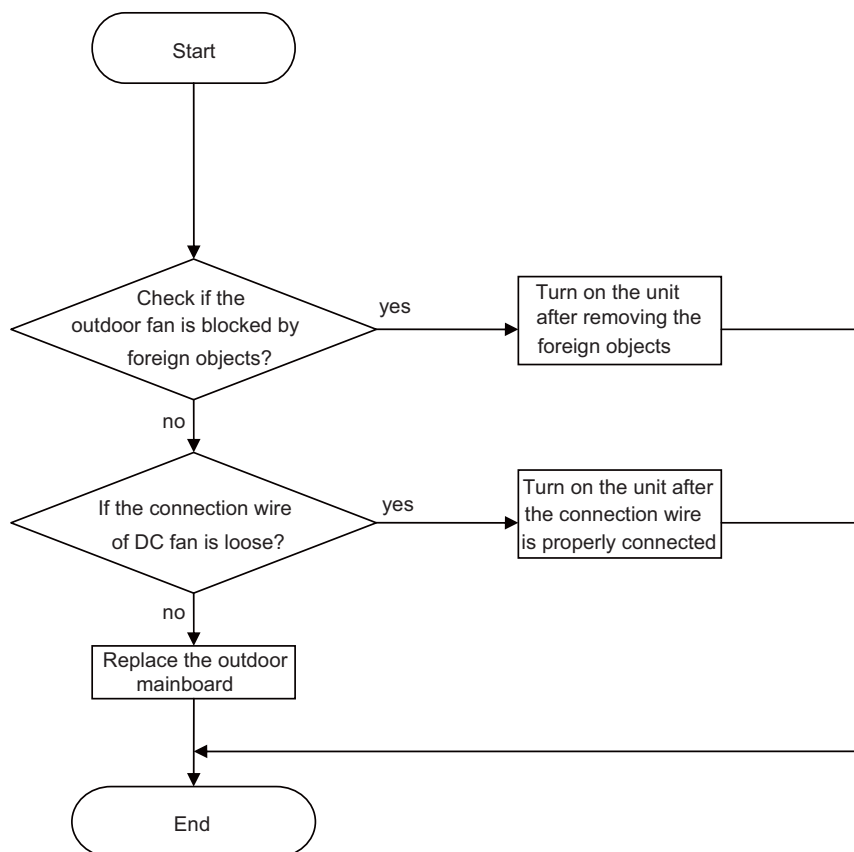 Start
Check if the
outdoor fan is blocked by
foreign objects?
yes
Turn on the unit
after removing the
foreign objects
no
If the connection wire
of DC fan is loose?
yes
Turn on the unit after
the connection wire
is properly connected
no
Replace the outdoor
mainboard
End